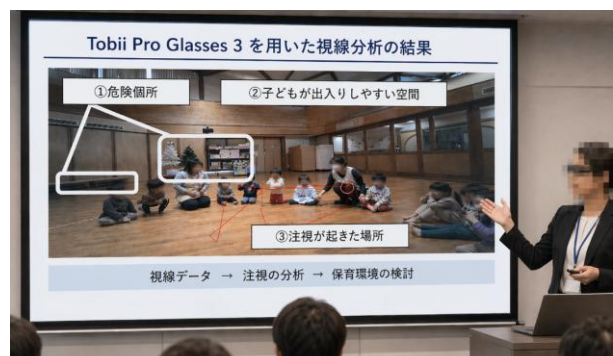 Tobii Pro Glasses 3 を用いた視線分析の結果
①危険個所
②子どもが出入りしやすい空間
③注視が起きた場所
視線データ → 注視の分析 → 保育環境の検討